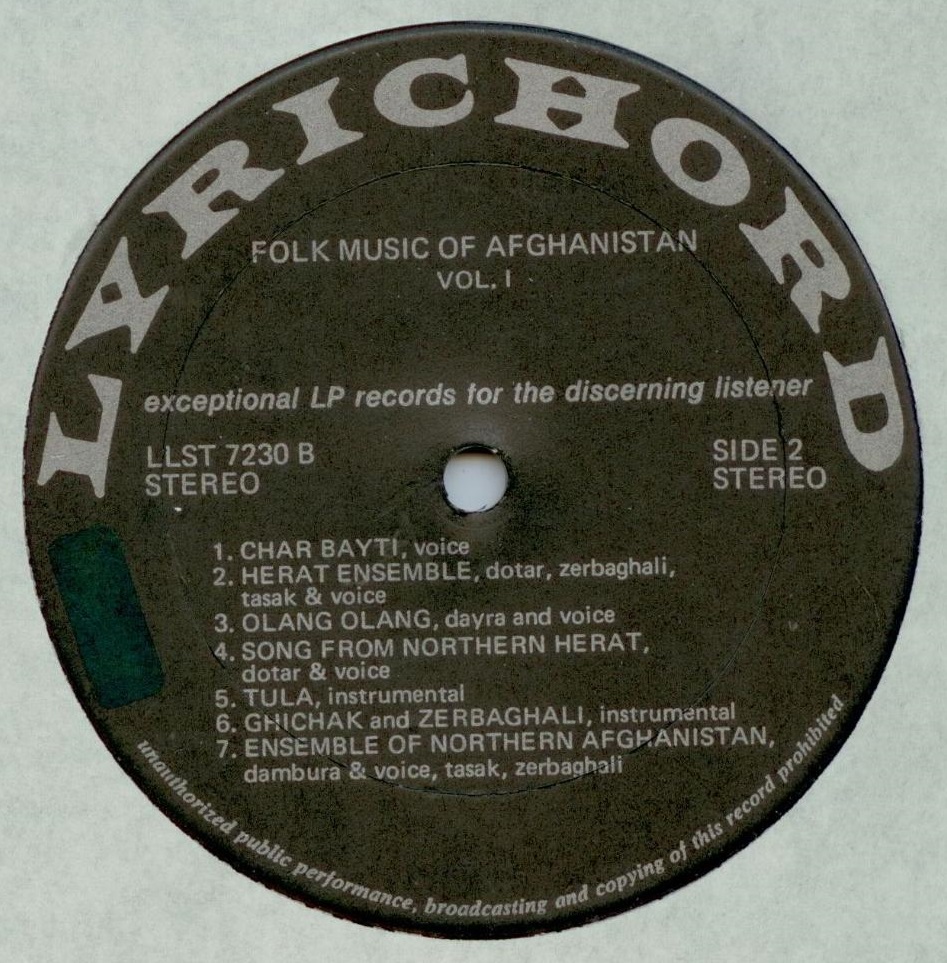 LYRICHORD
FOLK MUSIC OF AFGHANISTAN
VOL. I
exceptional LP records for the discerning listener
LLST 7230 B
STEREO
SIDE 2
STEREO
1. CHAR BAYTI, voice
2. HERAT ENSEMBLE, dotar, zerbaghali,
tasak & voice
3. OLANG OLANG, dayra and voice
4. SONG FROM NORTHERN HERAT,
dotar & voice
5. TULA, instrumental
6. GHICHAK and ZERBAGHALI, instrumental
7. ENSEMBLE OF NORTHERN AFGHANISTAN,
dambura & voice, tasak, zerbaghali
unauthorized public performance, broadcasting and copying of this record prohibited